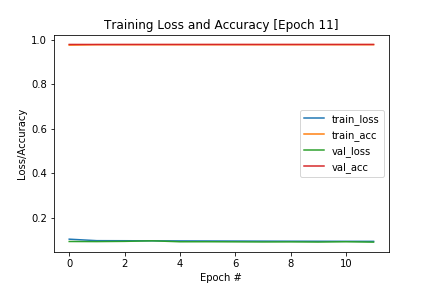 Training Loss and Accuracy [Epoch 11]
1.0
0.8
0.6
0.4
0.2
Loss/Accuracy
train_loss
train_acc
val_loss
val_acc
0 2 4 6 8 10
Epoch #